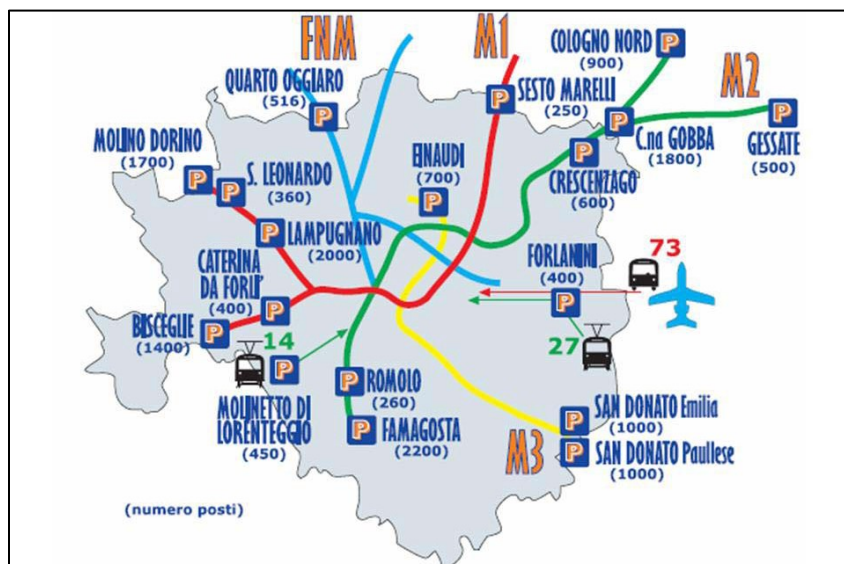 FNM
M1
COLOGNO NORD
(900)
M2
QUARTO OGGIARO
(516)
P
P
P
SESTO MARELLI
(250)
P
P
C.na GOBBA
(1800)
GESSATE
(500)
MOLINO DORINO
(1700)
P
P
S. LEONARDO
(360)
EINAUDI
(700)
P
P
CRESCENZAGO
(600)
P
LAMPUGNANO
(2000)
CATERINA
DA FORLI'
(400)
P
FORLANINI
(400)
P
73
BISCEGLIE
(1400)
P
14
P
27
MOLINETTO DI
LORENTEGGIO
(450)
P
ROMOLO
(260)
P
FAMAGOSTA
(2200)
M3
P
SAN DONATO Emilia
(1000)
P
SAN DONATO Paullese
(1000)
(numero posti)